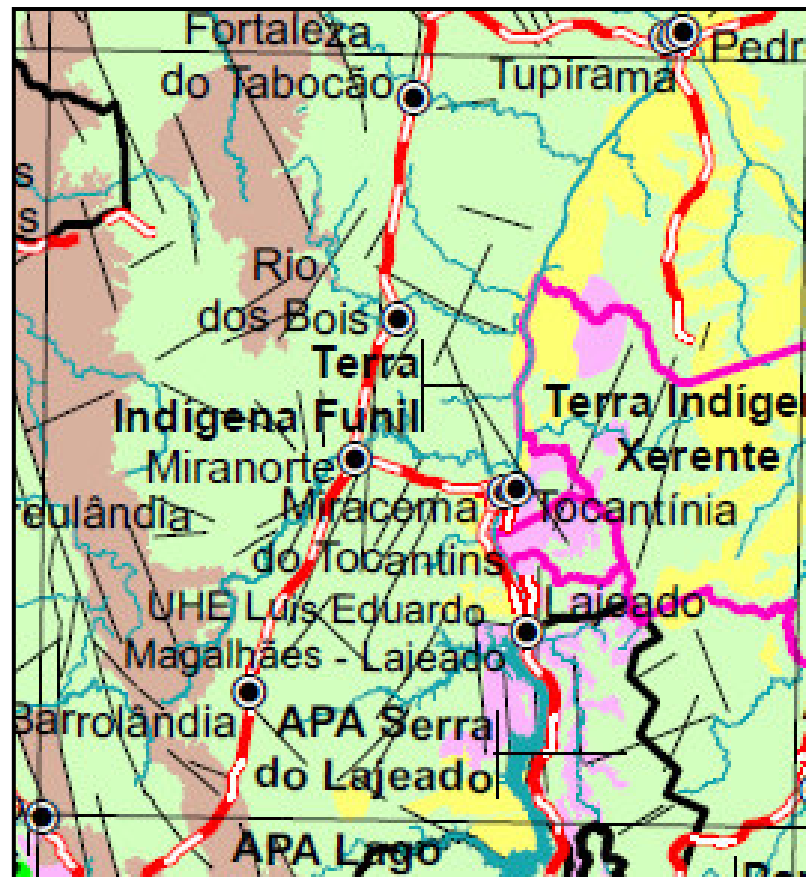 Fortaleza
do Tabocão
Tupirama
Pedr
s
s
Rio
dos Bois
Terra
Indígena Funil
Terra Indíger
Xerente
Miranorte
reulândia
Miracema
do Tocantins
Tocantínia
UHE Luís Eduardo
Magalhães - Lajeado
Lajeado
Barrolândia
APA Serra
do Lajeado
APA Lago